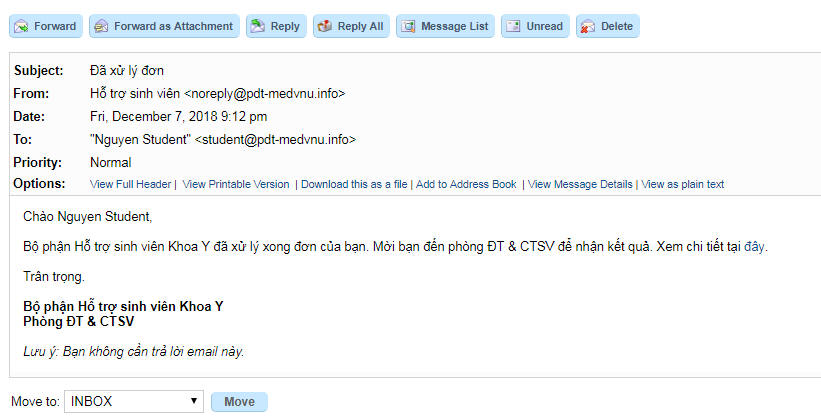 Forward Forward as Attachment Reply Reply All Message List Unread Delete
Subject: Đã xử lý đơn
From: Hỗ trợ sinh viên <noreply@pdt-medvnu.info>
Date: Fri, December 7, 2018 9:12 pm
To: "Nguyen Student" <student@pdt-medvnu.info>
Priority: Normal
Options: View Full Header | View Printable Version | Download this as a file | Add to Address Book | View Message Details | View as plain text
Chào Nguyen Student,
Bộ phận Hỗ trợ sinh viên Khoa Y đã xử lý xong đơn của bạn. Mời bạn đến phòng ĐT & CTSV để nhận kết quả. Xem chi tiết tại đây.
Trân trọng.
Bộ phận Hỗ trợ sinh viên Khoa Y
Phòng ĐT & CTSV
Lưu ý: Bạn không cần trả lời email này.
Move to: INBOX Move